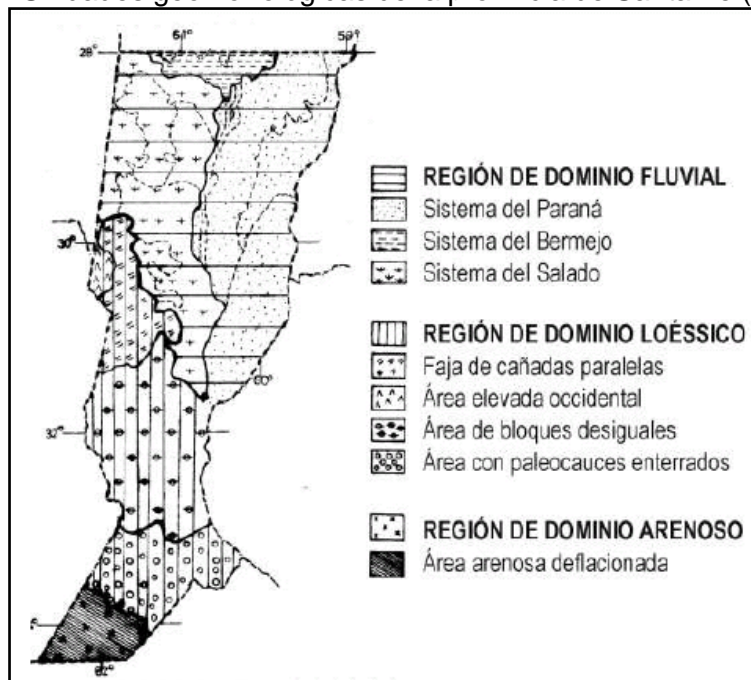 61°
59°
28°
30°
60°
32°
62°
REGIÓN DE DOMINIO FLUVIAL
Sistema del Paraná
Sistema del Bermejo
Sistema del Salado
REGIÓN DE DOMINIO LOÉSSICO
Faja de cañadas paralelas
Área elevada occidental
Área de bloques desiguales
Área con paleocauces enterrados
REGIÓN DE DOMINIO ARENOSO
Área arenosa deflacionada